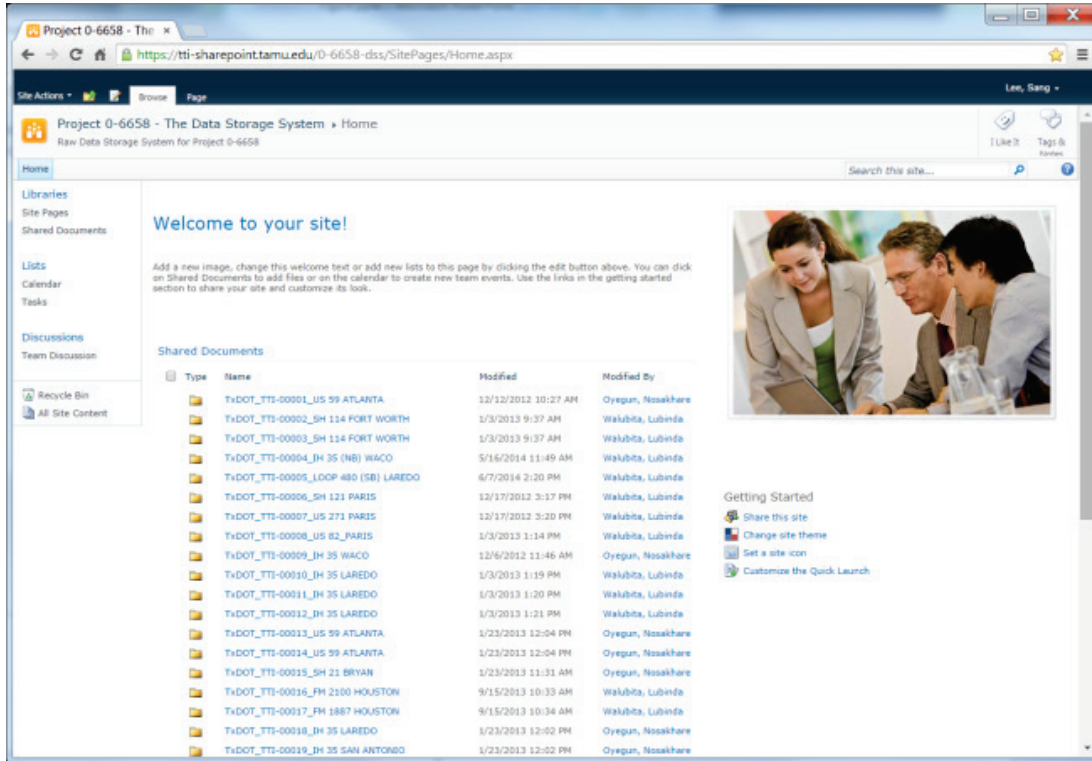 Project 0-6658 - The
https://tti-sharepoint.tamu.edu/0-6658-dss/SitePages/Home.aspx
Site Actions Browse Page Lee, Sang
Project 0-6658 - The Data Storage System Home
Raw Data Storage System for Project 0-6658
I Like It Tags &
Home Search this site...
Libraries
Site Pages
Shared Documents
Lists
Calendar
Tasks
Discussions
Team Discussion
Recycle Bin
All Site Content
Welcome to your site!
Add a new image, change this welcome text or add new lists to this page by clicking the edit button above. You can click
on Shared Documents to add files or on the calendar to create new team events. Use the links in the getting started
section to share your site and customize its look.
Shared Documents
Type Name Modified Modified By
TxDOT_TTI-00001_US 59 ATLANTA 12/12/2012 10:27 AM Oyegun, Nosakhare
TxDOT_TTI-00002_SH 114 FORT WORTH 1/3/2013 9:37 AM Walubita, Lubinda
TxDOT_TTI-00003_SH 114 FORT WORTH 1/3/2013 9:37 AM Walubita, Lubinda
TxDOT_TTI-00004_IH 35 (NB) WACO 5/16/2014 11:49 AM Walubita, Lubinda
TxDOT_TTI-00005_LOOP 480 (SB) LAREDO 6/7/2014 2:20 PM Walubita, Lubinda
TxDOT_TTI-00006_SH 121 PARIS 12/17/2012 3:17 PM Walubita, Lubinda
TxDOT_TTI-00007_US 271 PARIS 12/17/2012 3:20 PM Walubita, Lubinda
TxDOT_TTI-00008_US 82_PARIS 1/3/2013 1:14 PM Walubita, Lubinda
TxDOT_TTI-00009_IH 35 WACO 12/6/2012 11:46 AM Oyegun, Nosakhare
TxDOT_TTI-00010_IH 35 LAREDO 1/3/2013 1:19 PM Walubita, Lubinda
TxDOT_TTI-00011_IH 35 LAREDO 1/3/2013 1:20 PM Walubita, Lubinda
TxDOT_TTI-00012_IH 35 LAREDO 1/3/2013 1:21 PM Walubita, Lubinda
TxDOT_TTI-00013_US 59 ATLANTA 1/23/2013 12:04 PM Oyegun, Nosakhare
TxDOT_TTI-00014_US 59 ATLANTA 1/23/2013 12:04 PM Oyegun, Nosakhare
TxDOT_TTI-00015_SH 21 BRYAN 1/23/2013 11:31 AM Oyegun, Nosakhare
TxDOT_TTI-00016_FM 2100 HOUSTON 9/15/2013 10:33 AM Walubita, Lubinda
TxDOT_TTI-00017_FM 1887 HOUSTON 9/15/2013 10:34 AM Walubita, Lubinda
TxDOT_TTI-00018_IH 35 LAREDO 1/23/2013 12:02 PM Oyegun, Nosakhare
TxDOT_TTI-00019_IH 35 SAN ANTONIO 1/23/2013 12:02 PM Oyegun, Nosakhare
Getting Started
Share this site
Change site theme
Set a site icon
Customize the Quick Launch